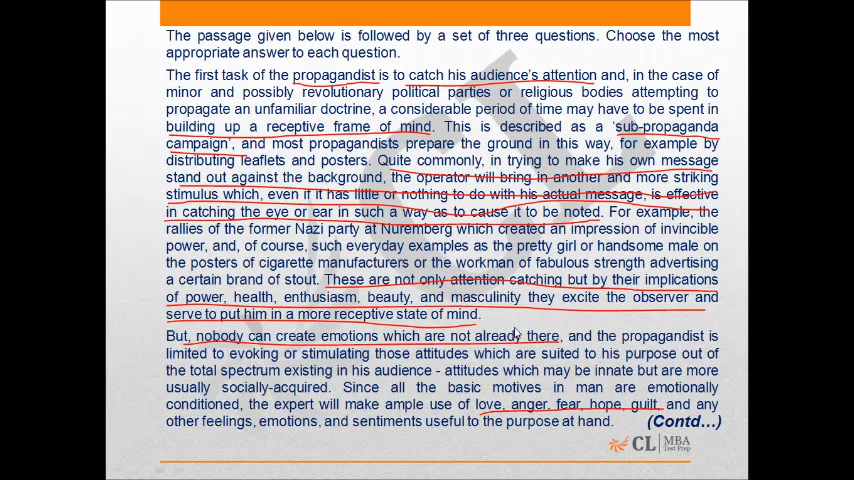 The passage given below is followed by a set of three questions. Choose the most
appropriate answer to each question.
The first task of the propagandist is to catch his audience's attention and, in the case of
minor and possibly revolutionary political parties or religious bodies attempting to
propagate an unfamiliar doctrine, a considerable period of time may have to be spent in
building up a receptive frame of mind. This is described as a 'sub-propaganda
campaign', and most propagandists prepare the ground in this way, for example by
distributing leaflets and posters. Quite commonly, in trying to make his own message
stand out against the background, the operator will bring in another and more striking
stimulus which, even if it has little or nothing to do with his actual message, is effective
in catching the eye or ear in such a way as to cause it to be noted. For example, the
rallies of the former Nazi party at Nuremberg which created an impression of invincible
power, and, of course, such everyday examples as the pretty girl or handsome male on
the posters of cigarette manufacturers or the workman of fabulous strength advertising
a certain brand of stout. These are not only attention catching but by their implications
of power, health, enthusiasm, beauty, and masculinity they excite the observer and
serve to put him in a more receptive state of mind.
But, nobody can create emotions which are not already there, and the propagandist is
limited to evoking or stimulating those attitudes which are suited to his purpose out of
the total spectrum existing in his audience - attitudes which may be innate but are more
usually socially-acquired. Since all the basic motives in man are emotionally
conditioned, the expert will make ample use of love, anger, fear, hope, guilt, and any
other feelings, emotions, and sentiments useful to the purpose at hand. (Contd...)
CL MBA
Test Prep